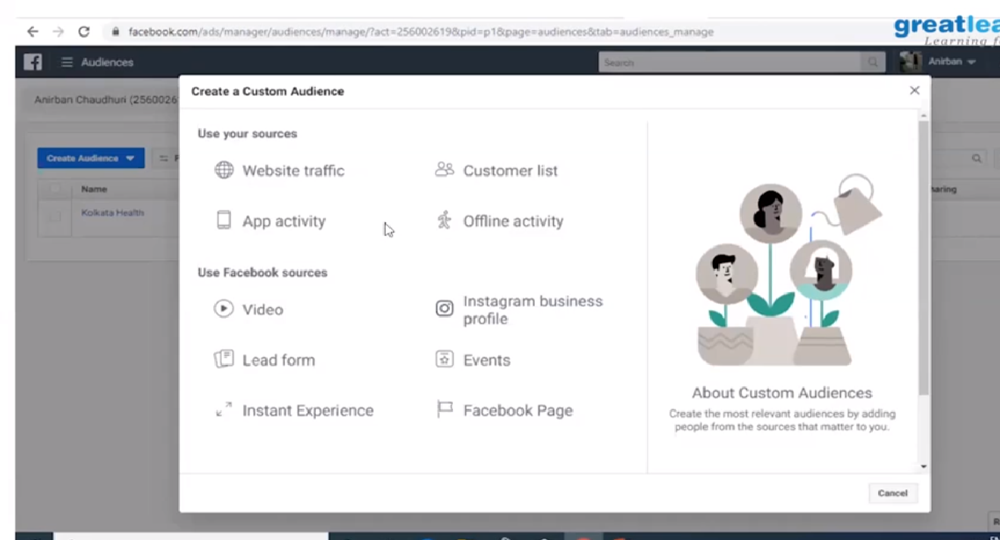 greatlea
Learning fo
facebook.com/ads/manager/audiences/manage/?act=256002619&pid=p1&page=audiences&tab=audiences_manage
Audiences
Search
Anirban
Create a Custom Audience
Anirban Chaudhuri (2560026
Use your sources
Create Audience
F
Website traffic
Customer list
Name
haring
Kolkata Health
App activity
Offline activity
Use Facebook sources
Video
Instagram business
profile
Lead form
Events
Instant Experience
Facebook Page
About Custom Audiences
Create the most relevant audiences by adding
people from the sources that matter to you.
Cancel
R